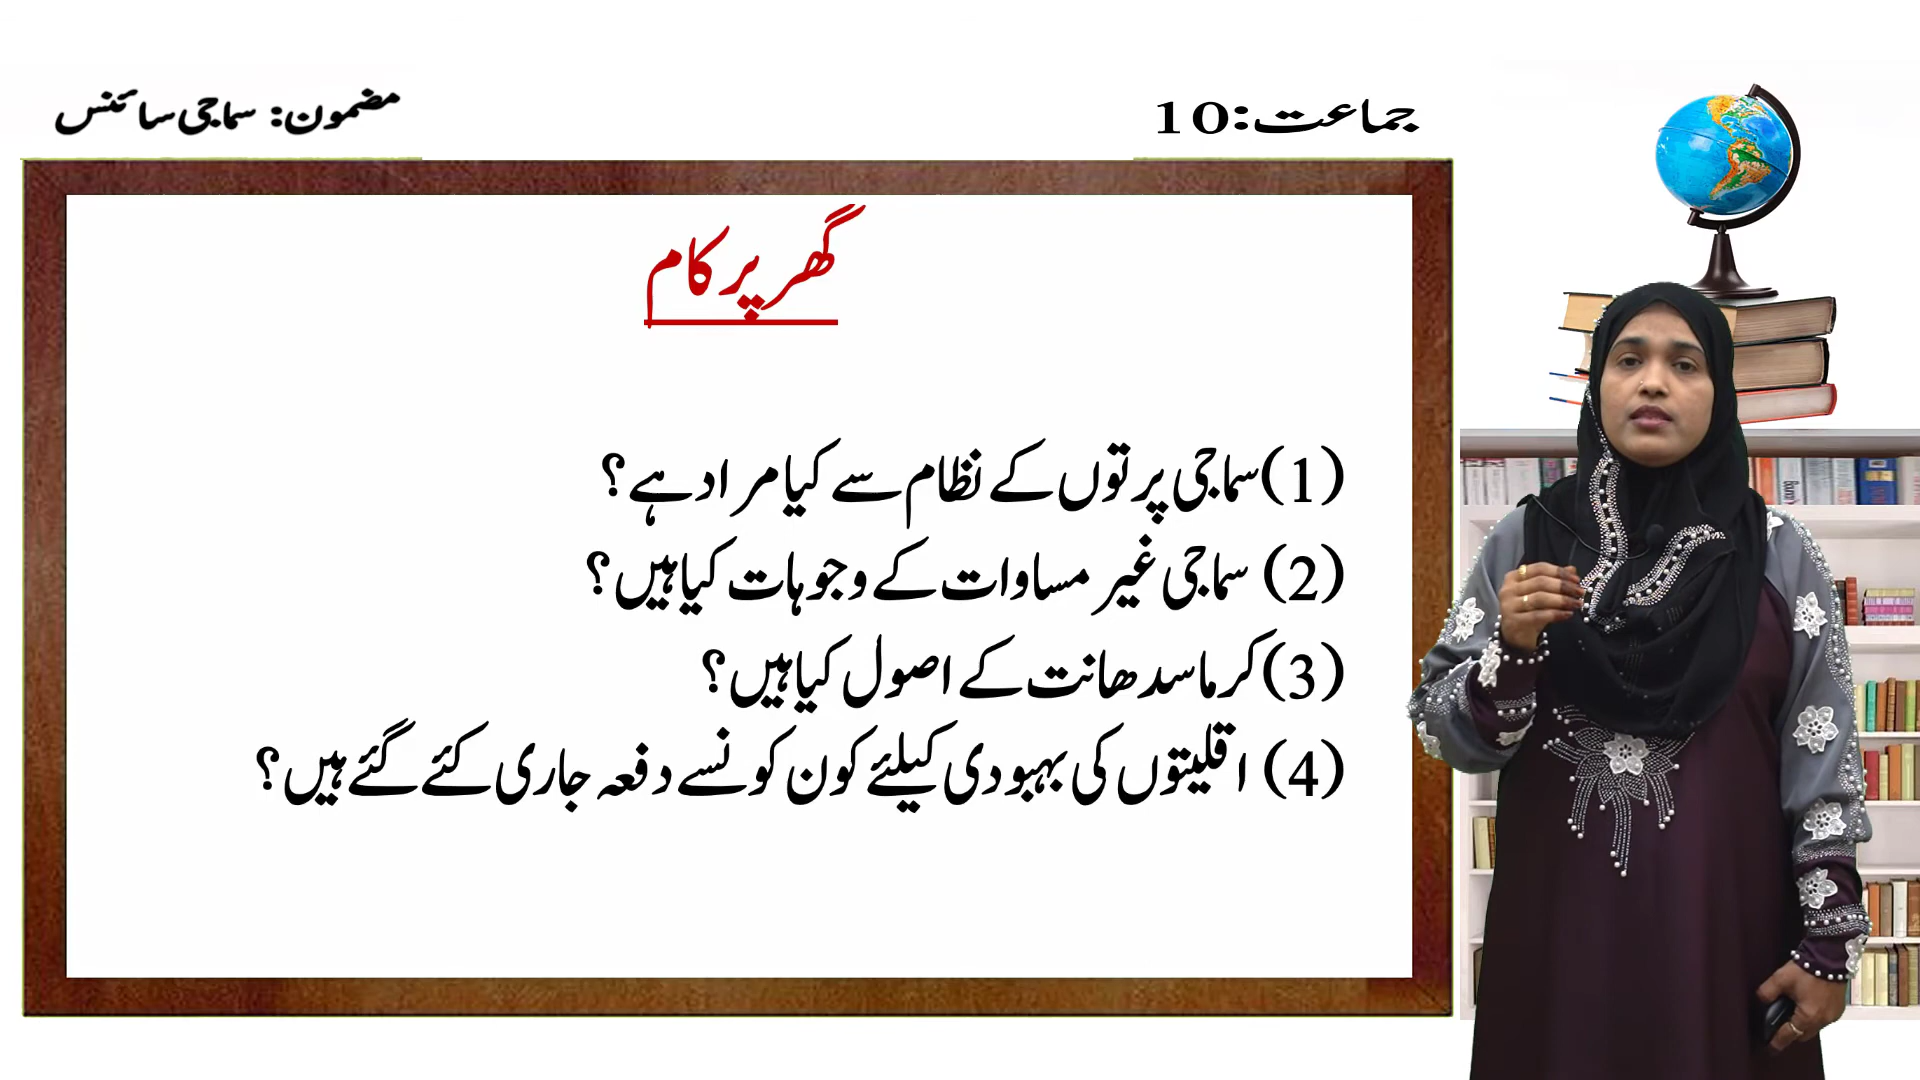 جماعت:10
مضمون: سماجی سائنس
گھر پر کام
(1)سماجی پرتوں کے نظام سے کیا مراد ہے؟
(2) سماجی غیر مساوات کے وجوہات کیا ہیں؟
(3)کرما سدھانت کے اصول کیا ہیں؟
(4) اقلیتوں کی بہبودی کیلئے کون کونسے دفعہ جاری کئے گئے ہیں؟